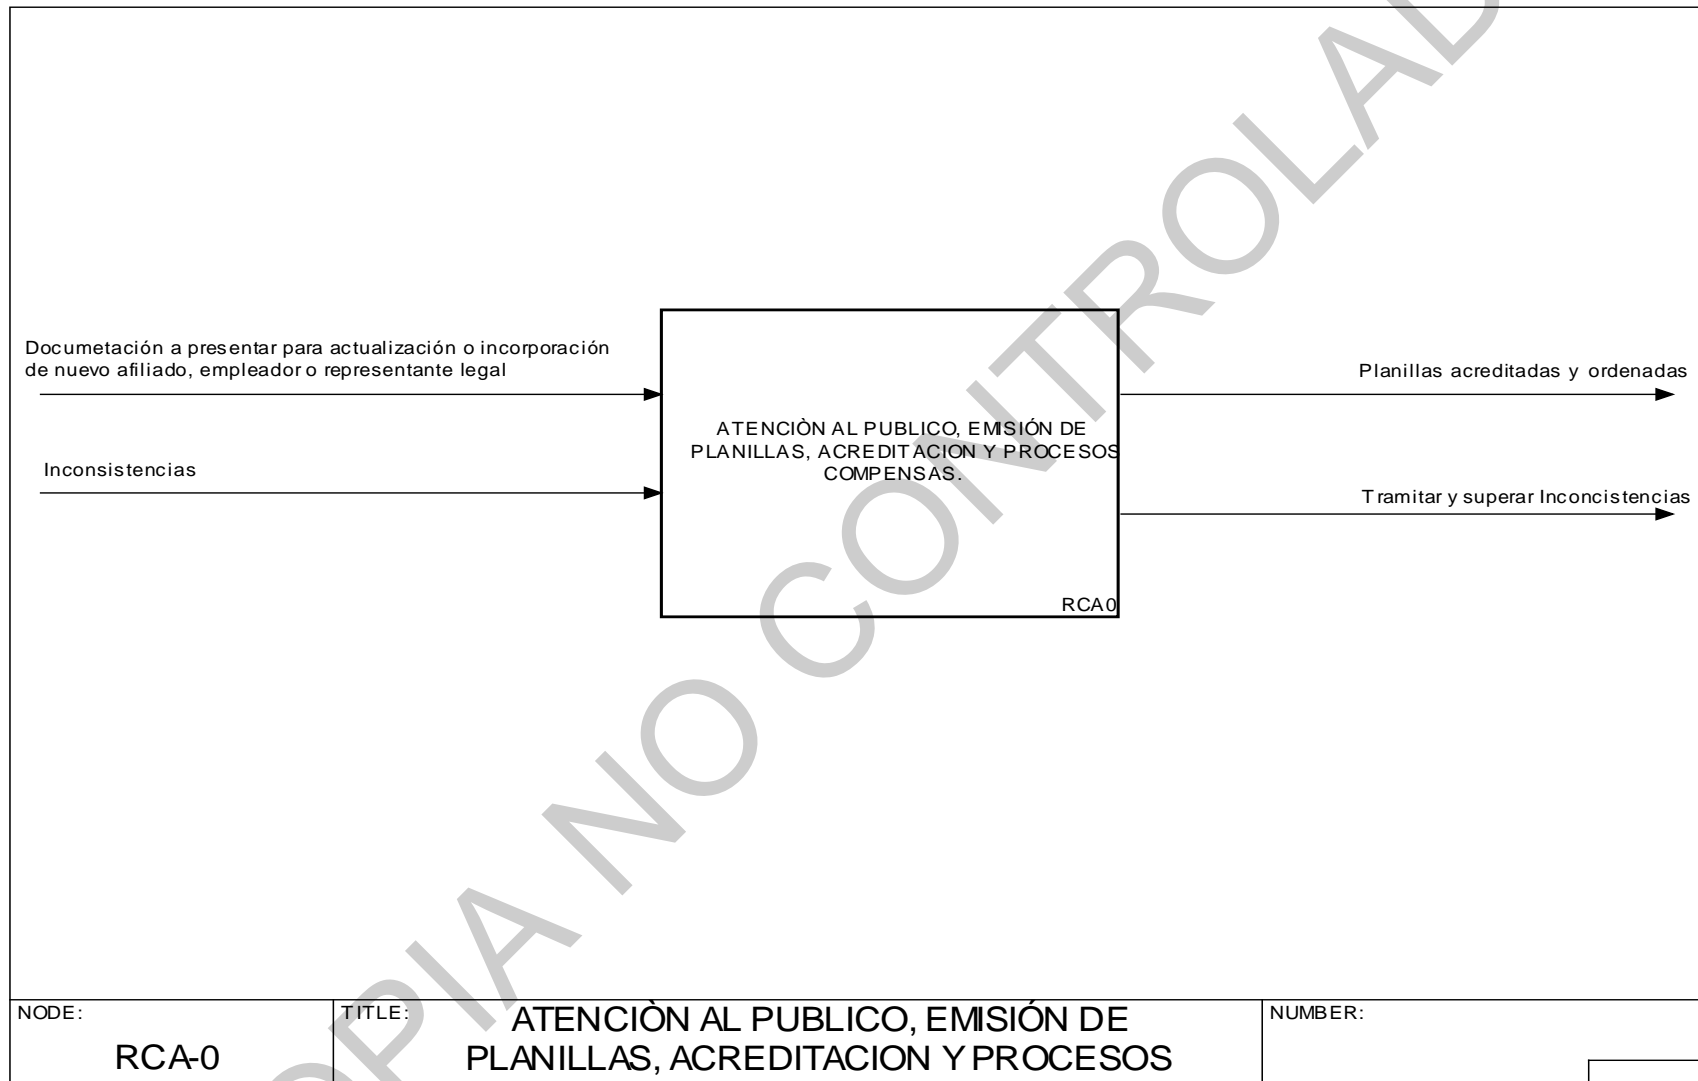 Documetación a presentar para actualización o incorporación
de nuevo afiliado, empleador o representante legal
Inconsistencias
ATENCIÒN AL PUBLICO, EMISIÓN DE
PLANILLAS, ACREDITACION Y PROCESOS
COMPENSAS.
RCA0
Planillas acreditadas y ordenadas
Tramitar y superar Inconcistencias
NODE:
RCA-0
TITLE:
ATENCIÒN AL PUBLICO, EMISIÓN DE
PLANILLAS, ACREDITACION Y PROCESOS
NUMBER:
OPIA NO CONTROLAD